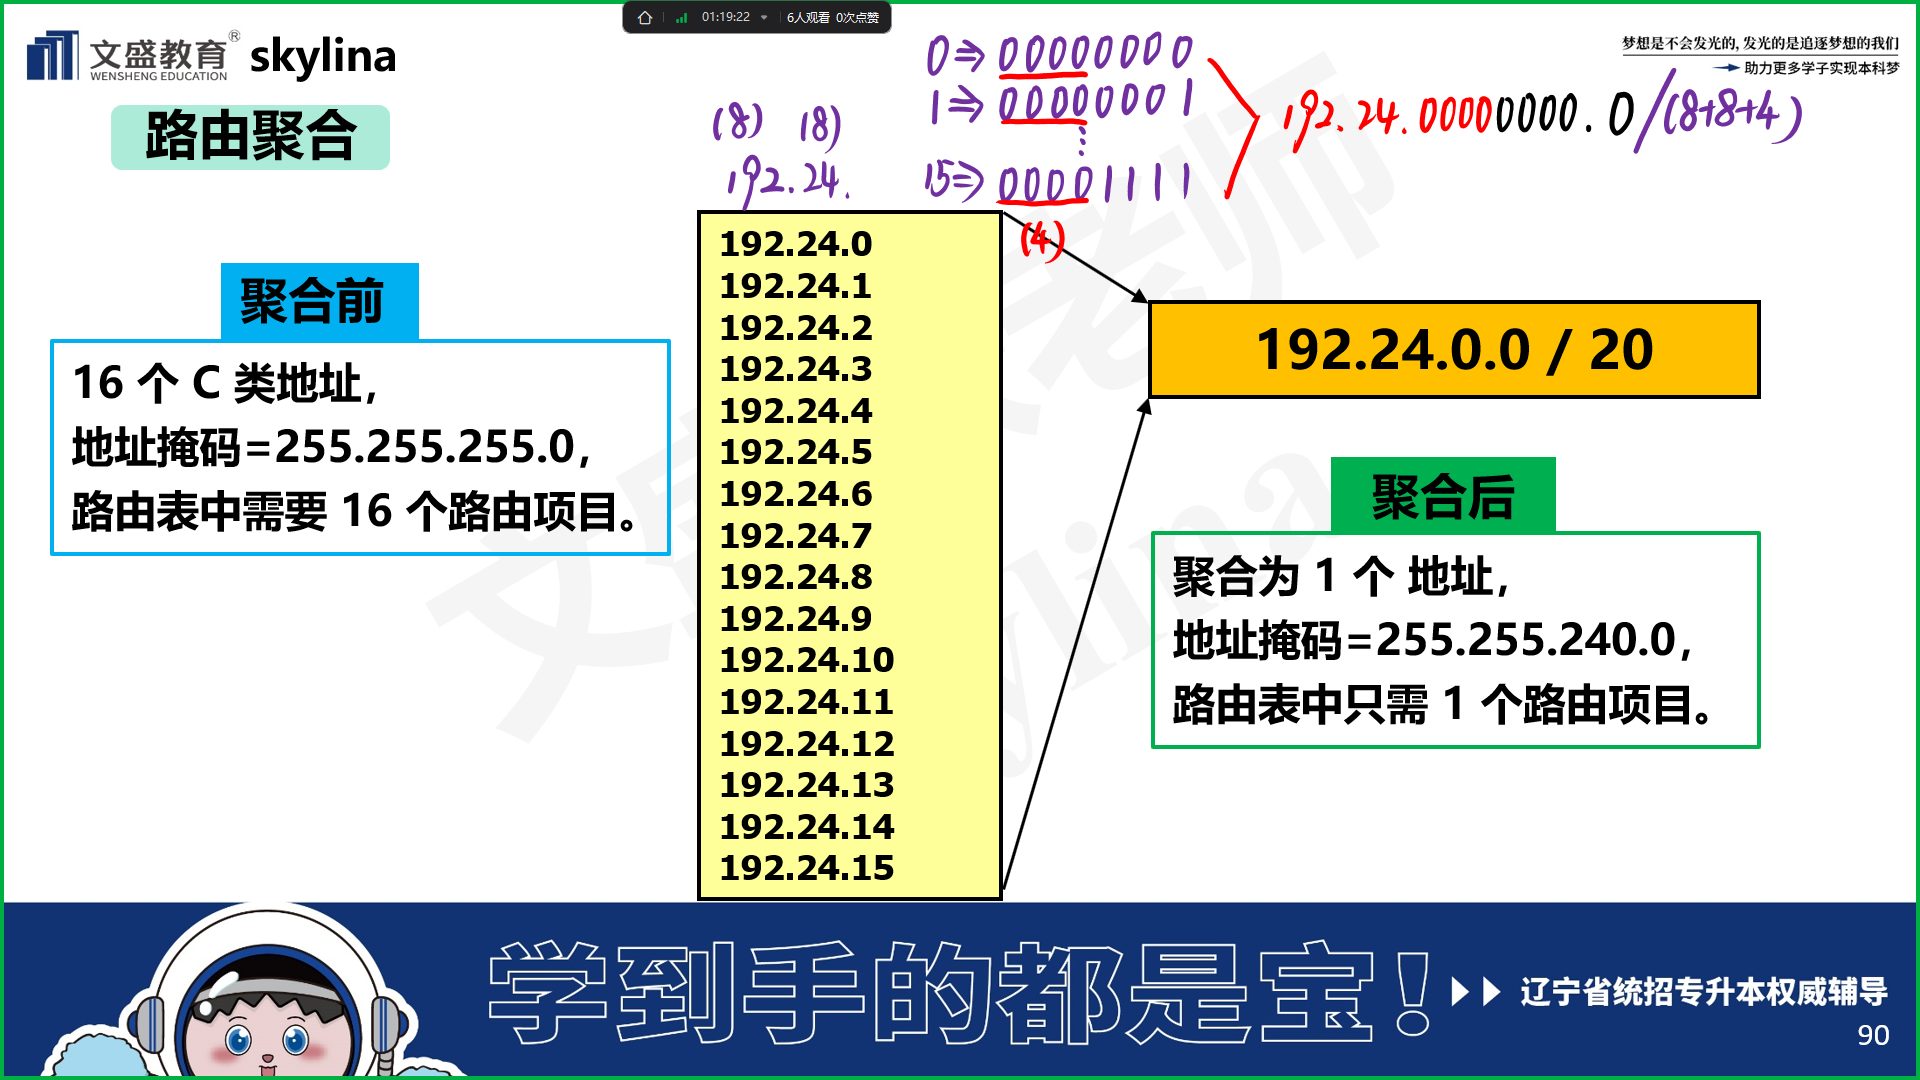 01:19:22 6人观看 0次点赞
文盛教育® skylina
WENSHENG EDUCATION
梦想是不会发光的, 发光的是追逐梦想的我们
助力更多学子实现本科梦
路由聚合
(8) (8)
192.24.
0⇒00000000
1⇒00000001
15⇒00001111
(4)
192.24.00000000.0/(8+8+4)
聚合前
16 个 C 类地址,
地址掩码=255.255.255.0,
路由表中需要 16 个路由项目。
192.24.0
192.24.1
192.24.2
192.24.3
192.24.4
192.24.5
192.24.6
192.24.7
192.24.8
192.24.9
192.24.10
192.24.11
192.24.12
192.24.13
192.24.14
192.24.15
192.24.0.0 / 20
聚合后
聚合为 1 个 地址,
地址掩码=255.255.240.0,
路由表中只需 1 个路由项目。
学到手的都是宝!
辽宁省统招专升本权威辅导
90